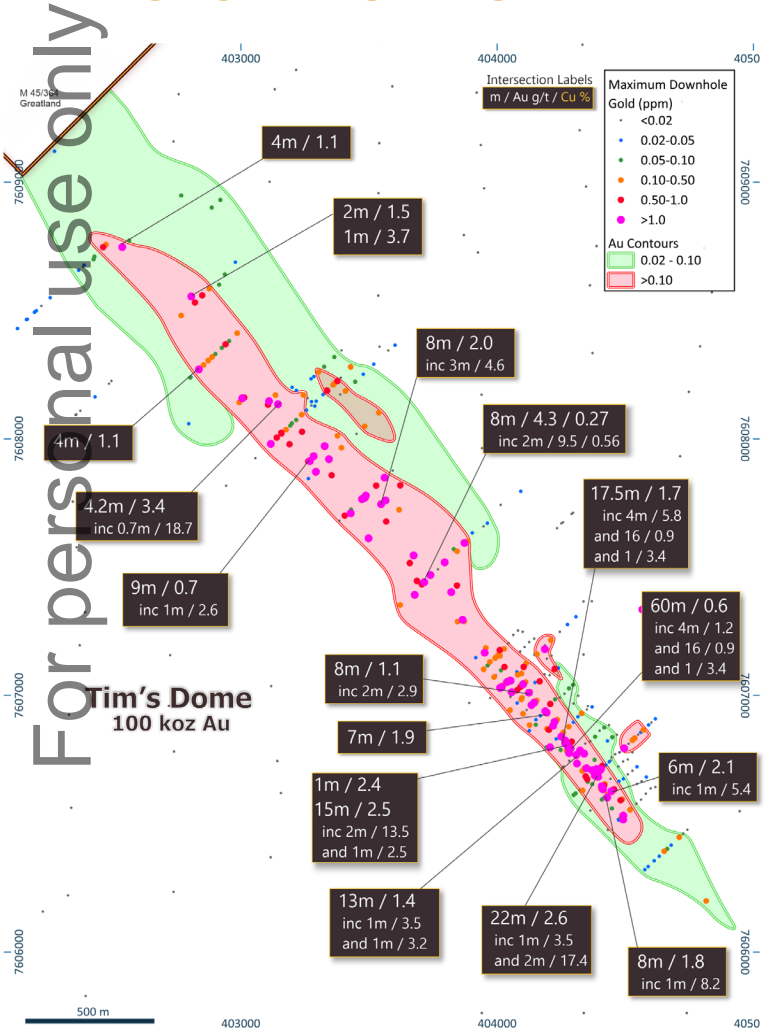 For personal use only
403000
404000
4050
M 45/364
Greatland
Intersection Labels
m / Au g/t / Cu %
Maximum Downhole
Gold (ppm)
<0.02
0.02-0.05
0.05-0.10
0.10-0.50
0.50-1.0
>1.0
Au Contours
0.02 - 0.10
>0.10
7609000
7609000
4m / 1.1
2m / 1.5
1m / 3.7
8m / 2.0
inc 3m / 4.6
8m / 4.3 / 0.27
inc 2m / 9.5 / 0.56
4m / 1.1
7608000
7608000
4.2m / 3.4
inc 0.7m / 18.7
17.5m / 1.7
inc 4m / 5.8
and 16 / 0.9
and 1 / 3.4
9m / 0.7
inc 1m / 2.6
60m / 0.6
inc 4m / 1.2
and 16 / 0.9
and 1 / 3.4
8m / 1.1
inc 2m / 2.9
Tim's Dome
100 koz Au
7607000
7607000
7m / 1.9
6m / 2.1
inc 1m / 5.4
1m / 2.4
15m / 2.5
inc 2m / 13.5
and 1m / 2.5
13m / 1.4
inc 1m / 3.5
and 1m / 3.2
22m / 2.6
inc 1m / 3.5
and 2m / 17.4
8m / 1.8
inc 1m / 8.2
7606000
7606000
500 m
403000
404000
4050